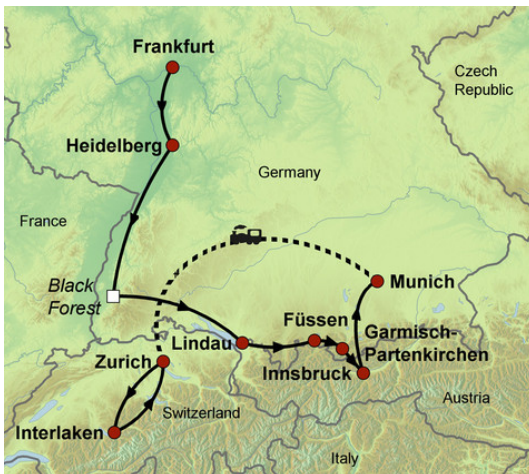 Frankfurt
Czech
Republic
Heidelberg
Germany
France
Black
Forest
Munich
Füssen
Lindau
Garmisch-
Partenkirchen
Zurich
Innsbruck
Austria
Switzerland
Interlaken
Italy